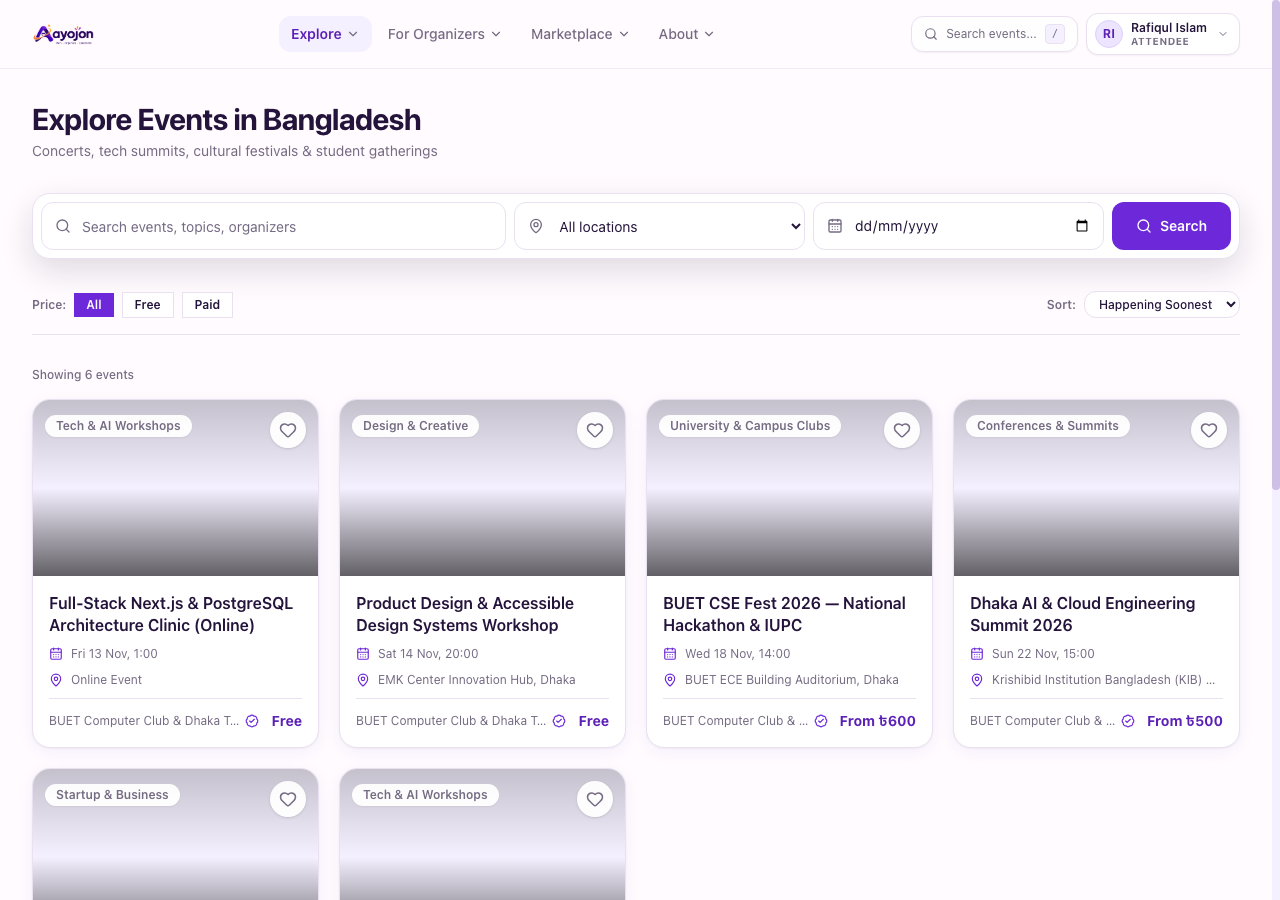 Ayojon
Explore
For Organizers
Marketplace
About
Search events...
/
RI
Rafiqul Islam
ATTENDEE
Explore Events in Bangladesh
Concerts, tech summits, cultural festivals & student gatherings
Search events, topics, organizers
All locations
dd/mm/yyyy
Search
Price:
All
Free
Paid
Sort:
Happening Soonest
Showing 6 events
Tech & AI Workshops
Full-Stack Next.js & PostgreSQL
Architecture Clinic (Online)
Fri 13 Nov, 1:00
Online Event
BUET Computer Club & Dhaka T...
Free
Design & Creative
Product Design & Accessible
Design Systems Workshop
Sat 14 Nov, 20:00
EMK Center Innovation Hub, Dhaka
BUET Computer Club & Dhaka T...
Free
University & Campus Clubs
BUET CSE Fest 2026 — National
Hackathon & IUPC
Wed 18 Nov, 14:00
BUET ECE Building Auditorium, Dhaka
BUET Computer Club & ...
From ৳600
Conferences & Summits
Dhaka AI & Cloud Engineering
Summit 2026
Sun 22 Nov, 15:00
Krishibid Institution Bangladesh (KIB) ...
BUET Computer Club & ...
From ৳500
Startup & Business
Tech & AI Workshops